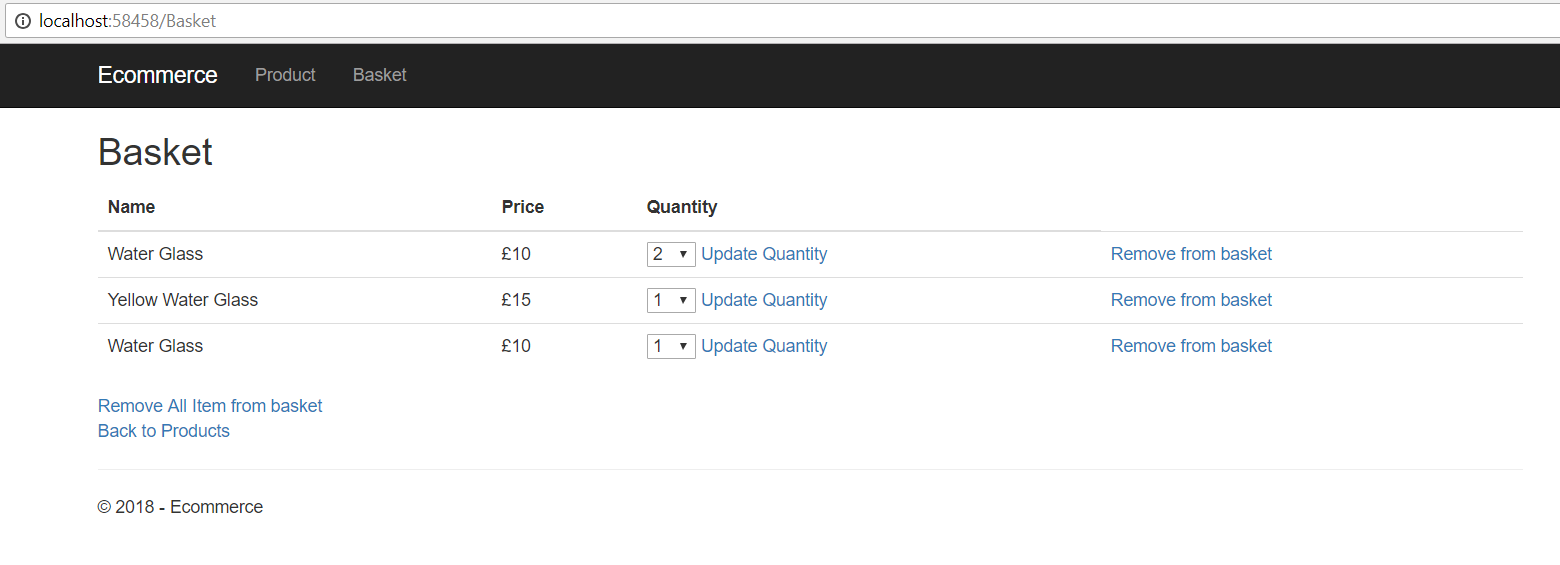 localhost:58458/Basket
Ecommerce Product Basket
Basket
Name Price Quantity
Water Glass £10 2 Update Quantity Remove from basket
Yellow Water Glass £15 1 Update Quantity Remove from basket
Water Glass £10 1 Update Quantity Remove from basket
Remove All Item from basket
Back to Products
© 2018 - Ecommerce